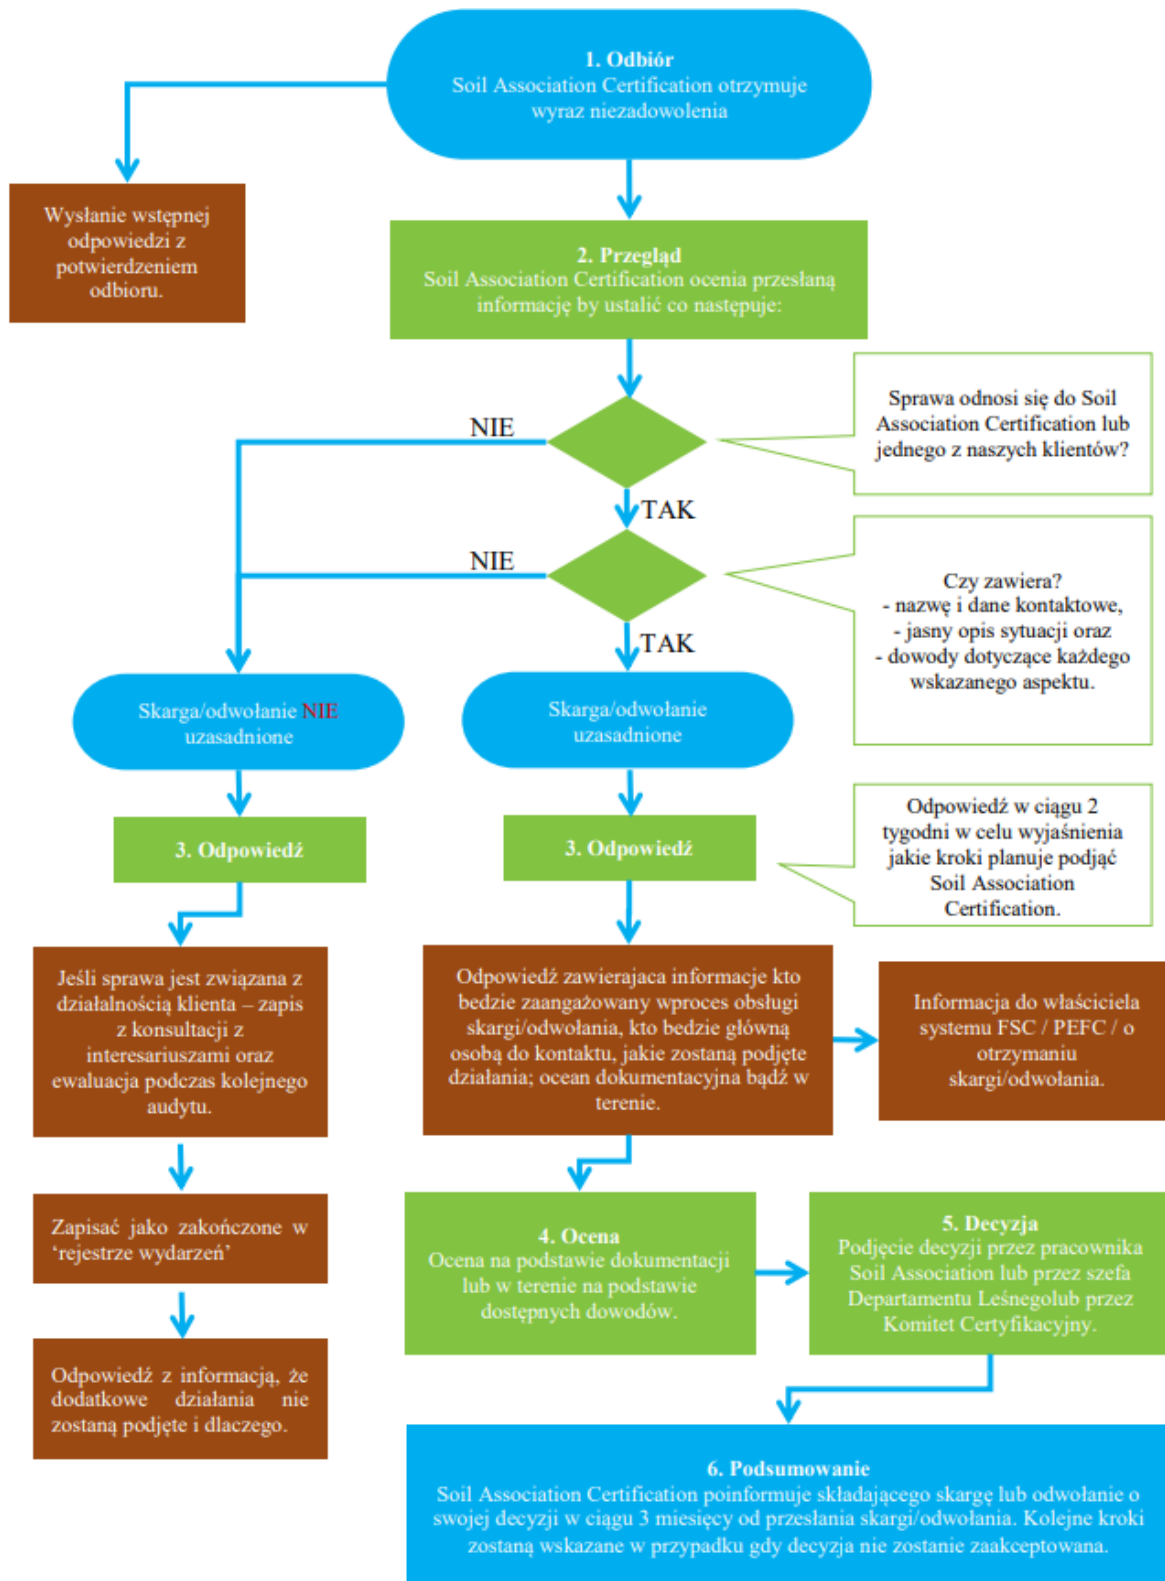 1. Odbiór
Soil Association Certification otrzymuje
wyraz niezadowolenia
Wysłanie wstępnej
odpowiedzi z
potwierdzeniem
odbioru.
2. Przegląd
Soil Association Certification ocenia przesłaną
informację by ustalić co następuje:
Sprawa odnosi się do Soil
Association Certification lub
jednego z naszych klientów?
NIE
TAK
NIE
Czy zawiera?
- nazwę i dane kontaktowe,
- jasny opis sytuacji oraz
- dowody dotyczące każdego
wskazanego aspektu.
TAK
Skarga/odwołanie NIE
uzasadnione
Skarga/odwołanie
uzasadnione
3. Odpowiedź
3. Odpowiedź
Odpowiedź w ciągu 2
tygodni w celu wyjaśnienia
jakie kroki planuje podjąć
Soil Association
Certification.
Jeśli sprawa jest związana z
działalnością klienta – zapis
z konsultacji z
interesariuszami oraz
ewaluacja podczas kolejnego
audytu.
Odpowiedź zawierajaca informacje kto
bedzie zaangażowany wproces obsługi
skargi/odwołania, kto bedzie główną
osobą do kontaktu, jakie zostaną podjęte
działania; ocean dokumentacyjna bądź w
terenie.
Informacja do właściciela
systemu FSC / PEFC / o
otrzymaniu
skargi/odwołania.
Zapisać jako zakończone w
‘rejestrze wydarzeń’
4. Ocena
Ocena na podstawie dokumentacji
lub w terenie na podstawie
dostępnych dowodów.
5. Decyzja
Podjęcie decyzji przez pracownika
Soil Association lub przez szefa
Departamentu Leśnegolub przez
Komitet Certyfikacyjny.
Odpowiedź z informacją, że
dodatkowe działania nie
zostaną podjęte i dlaczego.
6. Podsumowanie
Soil Association Certification poinformuje składającego skargę lub odwołanie o
swojej decyzji w ciągu 3 miesięcy od przesłania skargi/odwołania. Kolejne kroki
zostaną wskazane w przypadku gdy decyzja nie zostanie zaakceptowana.